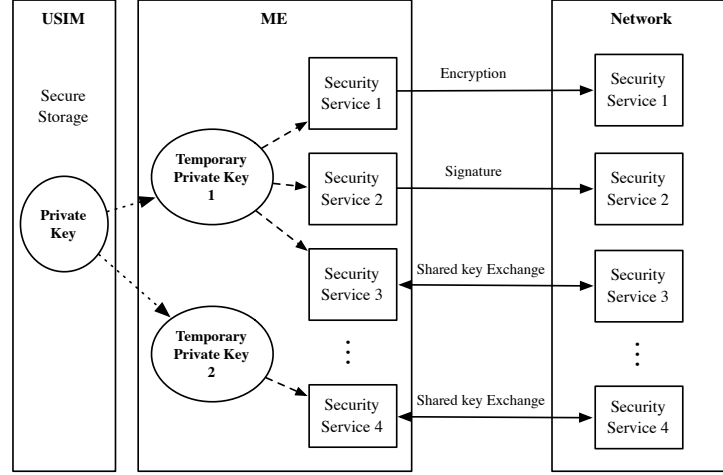 USIM
ME
Network
Secure
Storage
Private
Key
Temporary
Private Key
1
Temporary
Private Key
2
Security
Service 1
Security
Service 2
Security
Service 3
Security
Service 4
Encryption
Signature
Shared key Exchange
Shared key Exchange
Security
Service 1
Security
Service 2
Security
Service 3
Security
Service 4